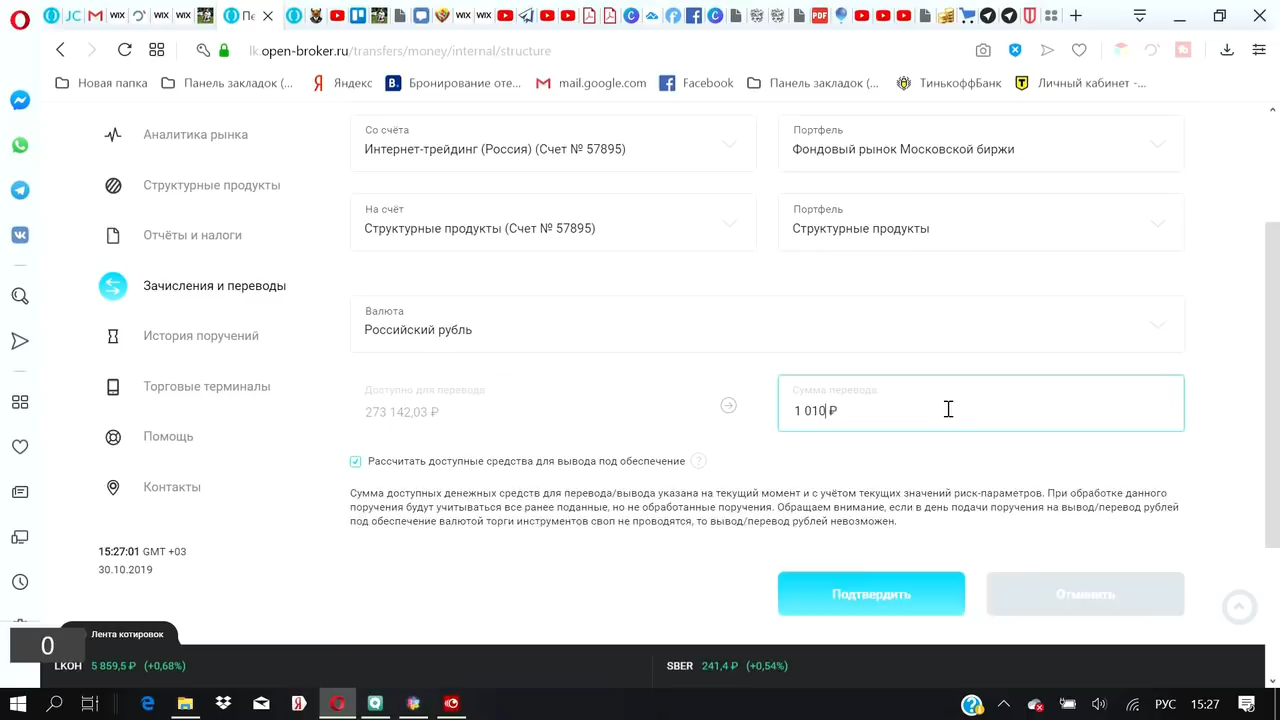 JC
WIX
WIX
WIX
Пе
WIX
WIX
PDF
lk.open-broker.ru/transfers/money/internal/structure
Новая папка
Панель закладок (...
Яндекс
B.
Бронирование оте...
mail.google.com
Facebook
Панель закладок (...
ТинькоффБанк
Личный кабинет -...
Аналитика рынка
Структурные продукты
Отчёты и налоги
Зачисления и переводы
История поручений
Торговые терминалы
Помощь
Контакты
15:27:01 GMT +03
30.10.2019
Со счёта
Интернет-трейдинг (Россия) (Счет № 57895)
Портфель
Фондовый рынок Московской биржи
На счёт
Структурные продукты (Счет № 57895)
Портфель
Структурные продукты
Валюта
Российский рубль
Доступно для перевода
273 142,03 ₽
Сумма перевода
1 010 ₽
Рассчитать доступные средства для вывода под обеспечение ?
Сумма доступных денежных средств для перевода/вывода указана на текущий момент и с учётом текущих значений риск-параметров. При обработке данного
поручения будут учитываться все ранее поданные, но не обработанные поручения. Обращаем внимание, если в день подачи поручения на вывод/перевод рублей
под обеспечение валютой торги инструментов своп не проводятся, то вывод/перевод рублей невозможен.
Подтвердить
Отменить
0
Лента котировок
LKOH 5 859,5 ₽ (+0,68%)
SBER 241,4 ₽ (+0,54%)
РУС
15:27